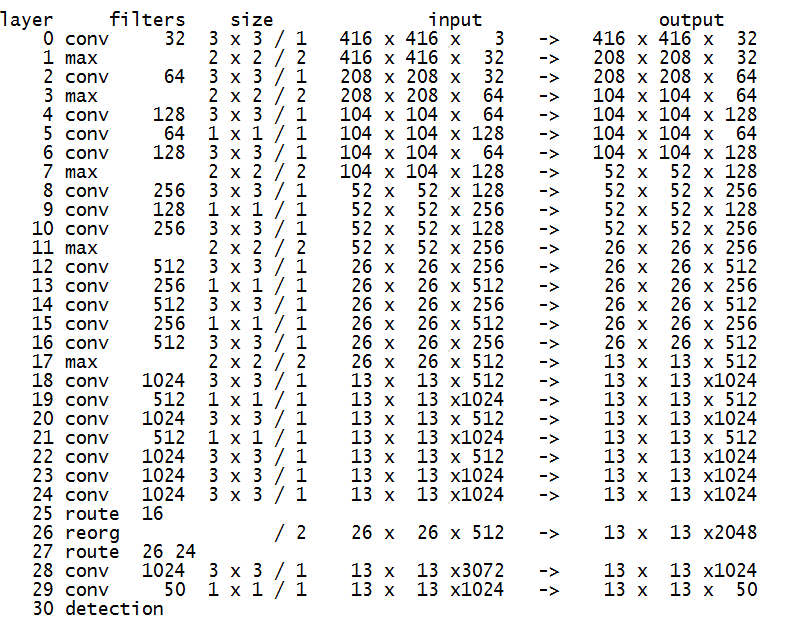 layer     filters    size              input                output
    0 conv     32  3 x 3 / 1   416 x 416 x   3   ->   416 x 416 x  32
    1 max          2 x 2 / 2   416 x 416 x  32   ->   208 x 208 x  32
    2 conv     64  3 x 3 / 1   208 x 208 x  32   ->   208 x 208 x  64
    3 max          2 x 2 / 2   208 x 208 x  64   ->   104 x 104 x  64
    4 conv    128  3 x 3 / 1   104 x 104 x  64   ->   104 x 104 x 128
    5 conv     64  1 x 1 / 1   104 x 104 x 128   ->   104 x 104 x  64
    6 conv    128  3 x 3 / 1   104 x 104 x  64   ->   104 x 104 x 128
    7 max          2 x 2 / 2   104 x 104 x 128   ->    52 x  52 x 128
    8 conv    256  3 x 3 / 1    52 x  52 x 128   ->    52 x  52 x 256
    9 conv    128  1 x 1 / 1    52 x  52 x 256   ->    52 x  52 x 128
   10 conv    256  3 x 3 / 1    52 x  52 x 128   ->    52 x  52 x 256
   11 max          2 x 2 / 2    52 x  52 x 256   ->    26 x  26 x 256
   12 conv    512  3 x 3 / 1    26 x  26 x 256   ->    26 x  26 x 512
   13 conv    256  1 x 1 / 1    26 x  26 x 512   ->    26 x  26 x 256
   14 conv    512  3 x 3 / 1    26 x  26 x 256   ->    26 x  26 x 512
   15 conv    256  1 x 1 / 1    26 x  26 x 512   ->    26 x  26 x 256
   16 conv    512  3 x 3 / 1    26 x  26 x 256   ->    26 x  26 x 512
   17 max          2 x 2 / 2    26 x  26 x 512   ->    13 x  13 x 512
   18 conv   1024  3 x 3 / 1    13 x  13 x 512   ->    13 x  13 x1024
   19 conv    512  1 x 1 / 1    13 x  13 x1024   ->    13 x  13 x 512
   20 conv   1024  3 x 3 / 1    13 x  13 x 512   ->    13 x  13 x1024
   21 conv    512  1 x 1 / 1    13 x  13 x1024   ->    13 x  13 x 512
   22 conv   1024  3 x 3 / 1    13 x  13 x 512   ->    13 x  13 x1024
   23 conv   1024  3 x 3 / 1    13 x  13 x1024   ->    13 x  13 x1024
   24 conv   1024  3 x 3 / 1    13 x  13 x1024   ->    13 x  13 x1024
   25 route  16
   26 reorg              / 2    26 x  26 x 512   ->    13 x  13 x2048
   27 route  26 24
   28 conv   1024  3 x 3 / 1    13 x  13 x3072   ->    13 x  13 x1024
   29 conv     50  1 x 1 / 1    13 x  13 x1024   ->    13 x  13 x  50
   30 detection